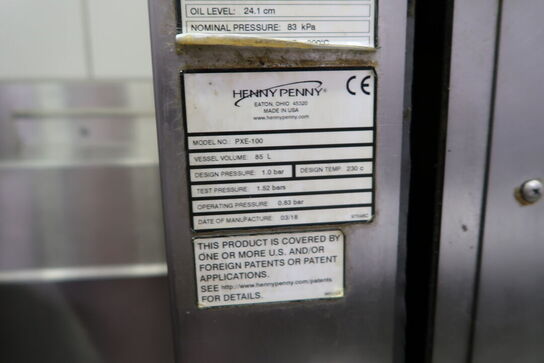 OIL LEVEL: 24.1 cm
NOMINAL PRESSURE: 83 kPa
HENNY PENNY®
CE
EATON, OHIO 45320
MADE IN USA
www.hennypenny.com
MODEL NO.: PXE-100
VESSEL VOLUME: 85 L
DESIGN PRESSURE: 1.0 bar DESIGN TEMP: 230 c
TEST PRESSURE: 1.52 bars
OPERATING PRESSURE: 0.83 bar
DATE OF MANUFACTURE: 03/18
THIS PRODUCT IS COVERED BY
ONE OR MORE U.S. AND/OR
FOREIGN PATENTS OR PATENT
APPLICATIONS.
SEE http://www.hennypenny.com/patents
FOR DETAILS.